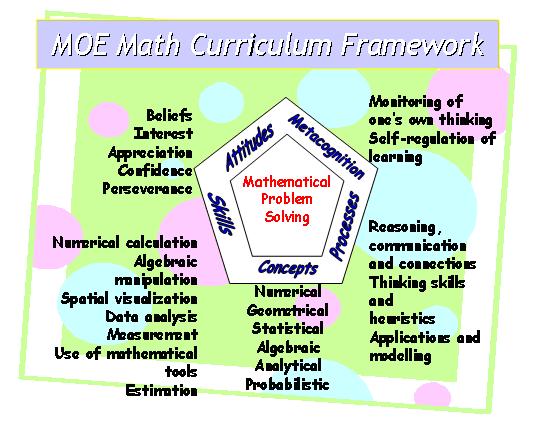 MOE Math Curriculum Framework
Beliefs
Interest
Appreciation
Confidence
Perseverance
Attitudes
Metacognition
Monitoring of
one's own thinking
Self-regulation of
learning
Mathematical
Problem
Solving
Skills
Processes
Concepts
Numerical calculation
Algebraic
manipulation
Spatial visualization
Data analysis
Measurement
Use of mathematical
tools
Estimation
Numerical
Geometrical
Statistical
Algebraic
Analytical
Probabilistic
Reasoning,
communication
and connections
Thinking skills
and
heuristics
Applications and
modelling